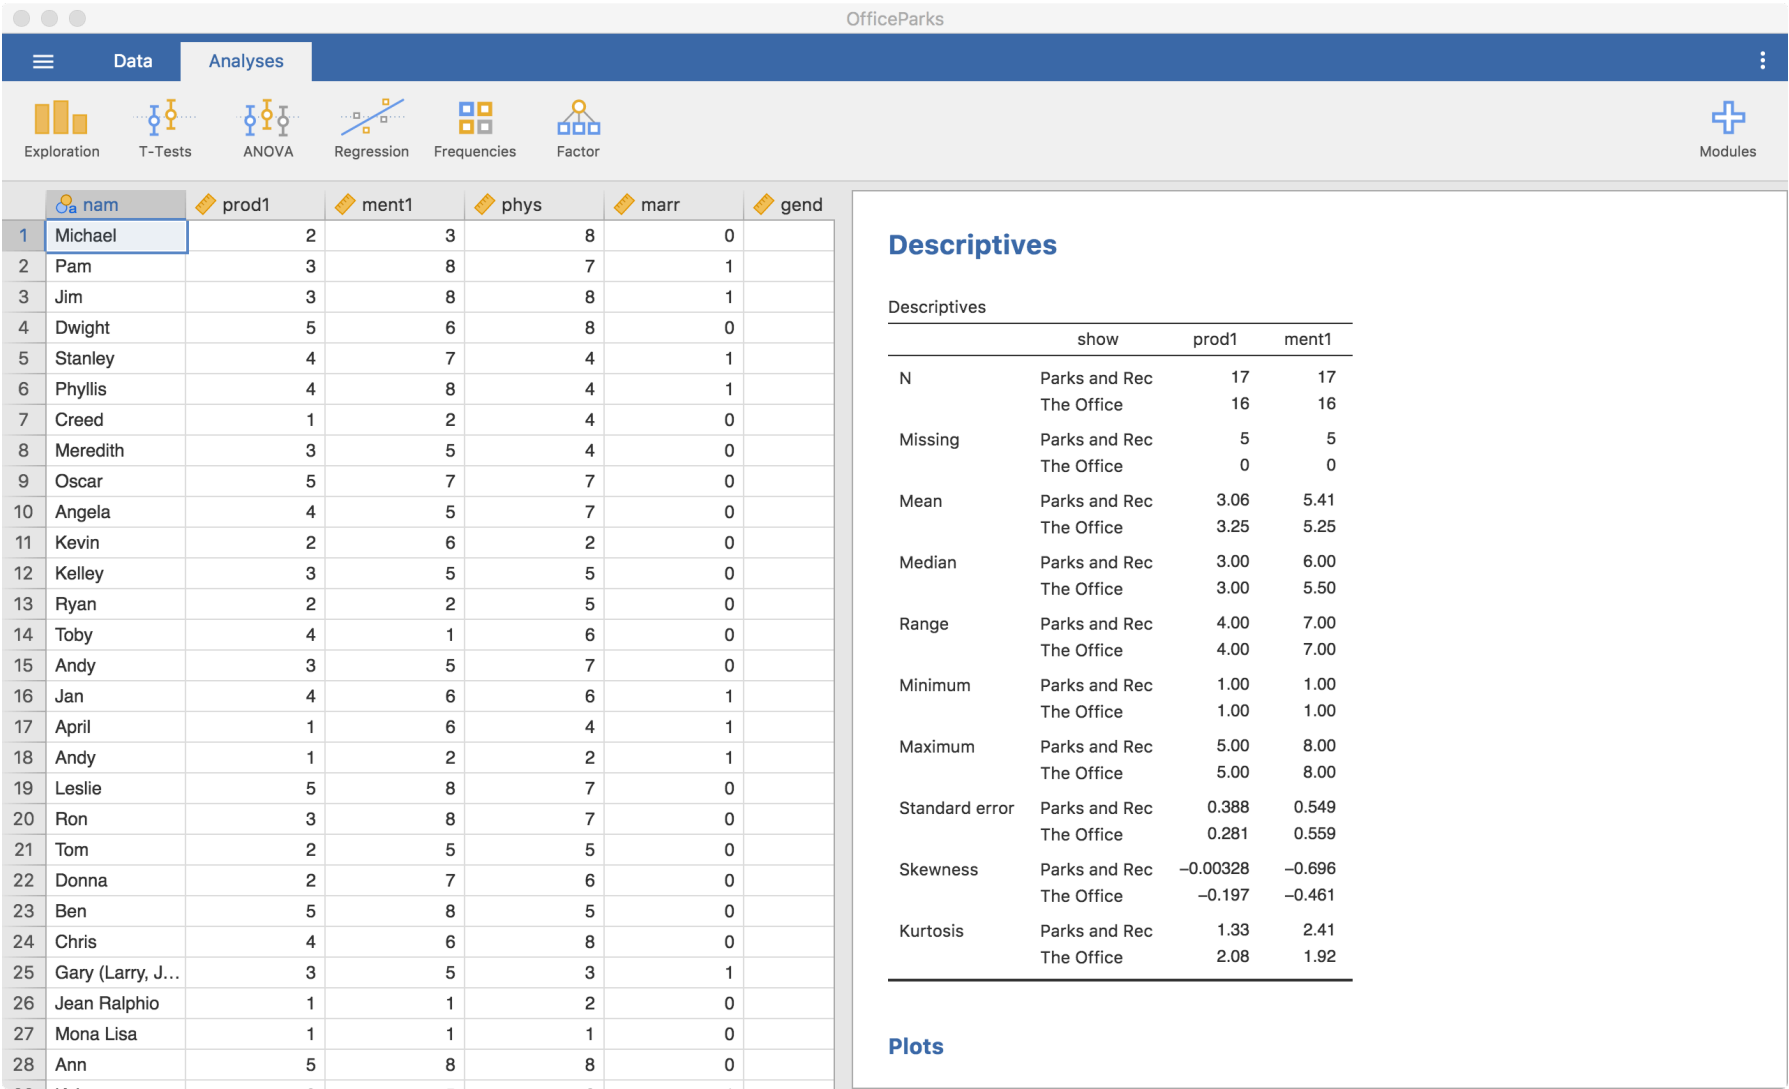 OfficeParks
Data Analyses
Exploration T-Tests ANOVA Regression Frequencies Factor Modules
a nam prod1 ment1 phys marr gend
1 Michael 2 3 8 0
2 Pam 3 8 7 1
3 Jim 3 8 8 1
4 Dwight 5 6 8 0
5 Stanley 4 7 4 1
6 Phyllis 4 8 4 1
7 Creed 1 2 4 0
8 Meredith 3 5 4 0
9 Oscar 5 7 7 0
10 Angela 4 5 7 0
11 Kevin 2 6 2 0
12 Kelley 3 5 5 0
13 Ryan 2 2 5 0
14 Toby 4 1 6 0
15 Andy 3 5 7 0
16 Jan 4 6 6 1
17 April 1 6 4 1
18 Andy 1 2 2 1
19 Leslie 5 8 7 0
20 Ron 3 8 7 0
21 Tom 2 5 5 0
22 Donna 2 7 6 0
23 Ben 5 8 5 0
24 Chris 4 6 8 0
25 Gary (Larry, J... 3 5 3 1
26 Jean Ralphio 1 1 2 0
27 Mona Lisa 1 1 1 0
28 Ann 5 8 8 0
Descriptives
Descriptives
show prod1 ment1
N Parks and Rec 17 17
The Office 16 16
Missing Parks and Rec 5 5
The Office 0 0
Mean Parks and Rec 3.06 5.41
The Office 3.25 5.25
Median Parks and Rec 3.00 6.00
The Office 3.00 5.50
Range Parks and Rec 4.00 7.00
The Office 4.00 7.00
Minimum Parks and Rec 1.00 1.00
The Office 1.00 1.00
Maximum Parks and Rec 5.00 8.00
The Office 5.00 8.00
Standard error Parks and Rec 0.388 0.549
The Office 0.281 0.559
Skewness Parks and Rec −0.00328 −0.696
The Office −0.197 −0.461
Kurtosis Parks and Rec 1.33 2.41
The Office 2.08 1.92
Plots